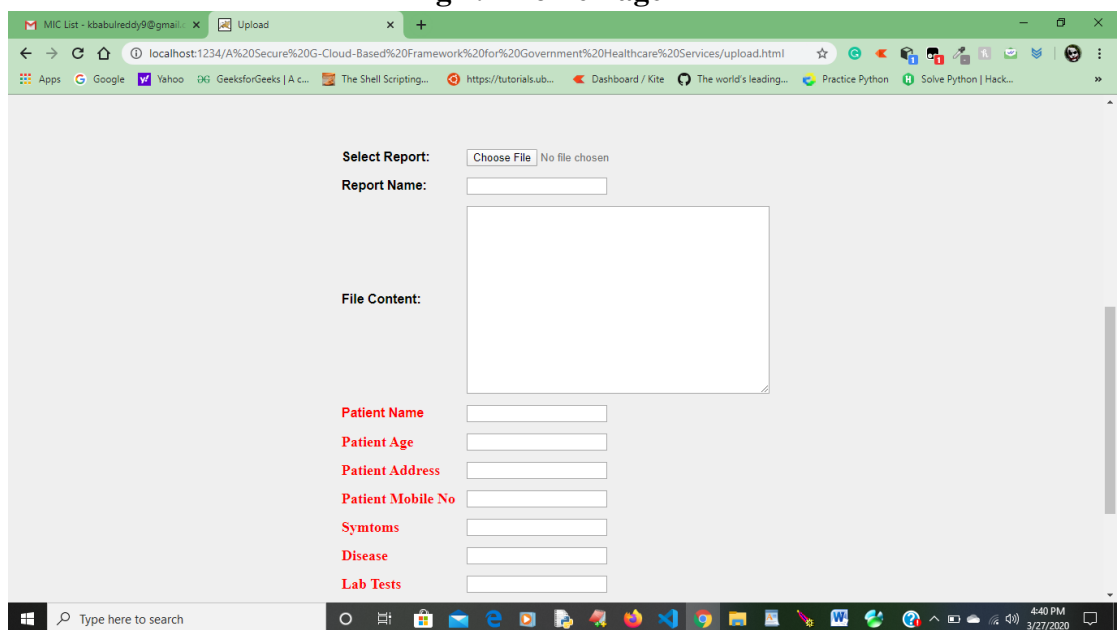 MIC List - kbabulreddy9@gmail.c
Upload
localhost:1234/A%20Secure%20G-Cloud-Based%20Framework%20for%20Government%20Healthcare%20Services/upload.html
Apps Google Yahoo GeeksforGeeks | A c... The Shell Scripting... https://tutorials.ub... Dashboard / Kite The world's leading... Practice Python Solve Python | Hack... »
Select Report: Choose File No file chosen
Report Name:
File Content:
Patient Name
Patient Age
Patient Address
Patient Mobile No
Symtoms
Disease
Lab Tests
Type here to search
4:40 PM
3/27/2020